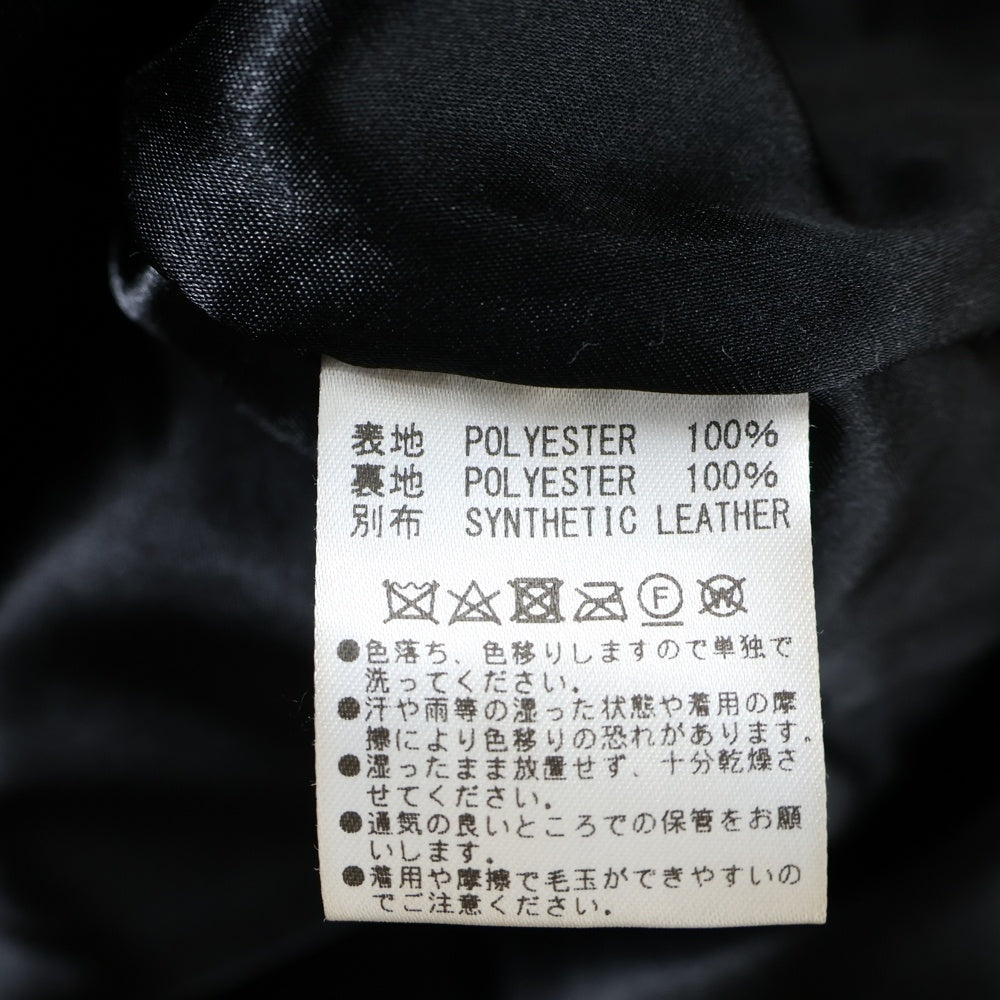 表地 POLYESTER 100%
裏地 POLYESTER 100%
別布 SYNTHETIC LEATHER
F W
●色落ち、色移りしますので単独で
洗ってください。
●汗や雨等の湿った状態や着用の摩
擦により色移りの恐れがあります。
●湿ったまま放置せず、十分乾燥さ
せてください。
●通気の良いところでの保管をお願
いします。
●着用や摩擦で毛玉ができやすいの
でご注意ください。